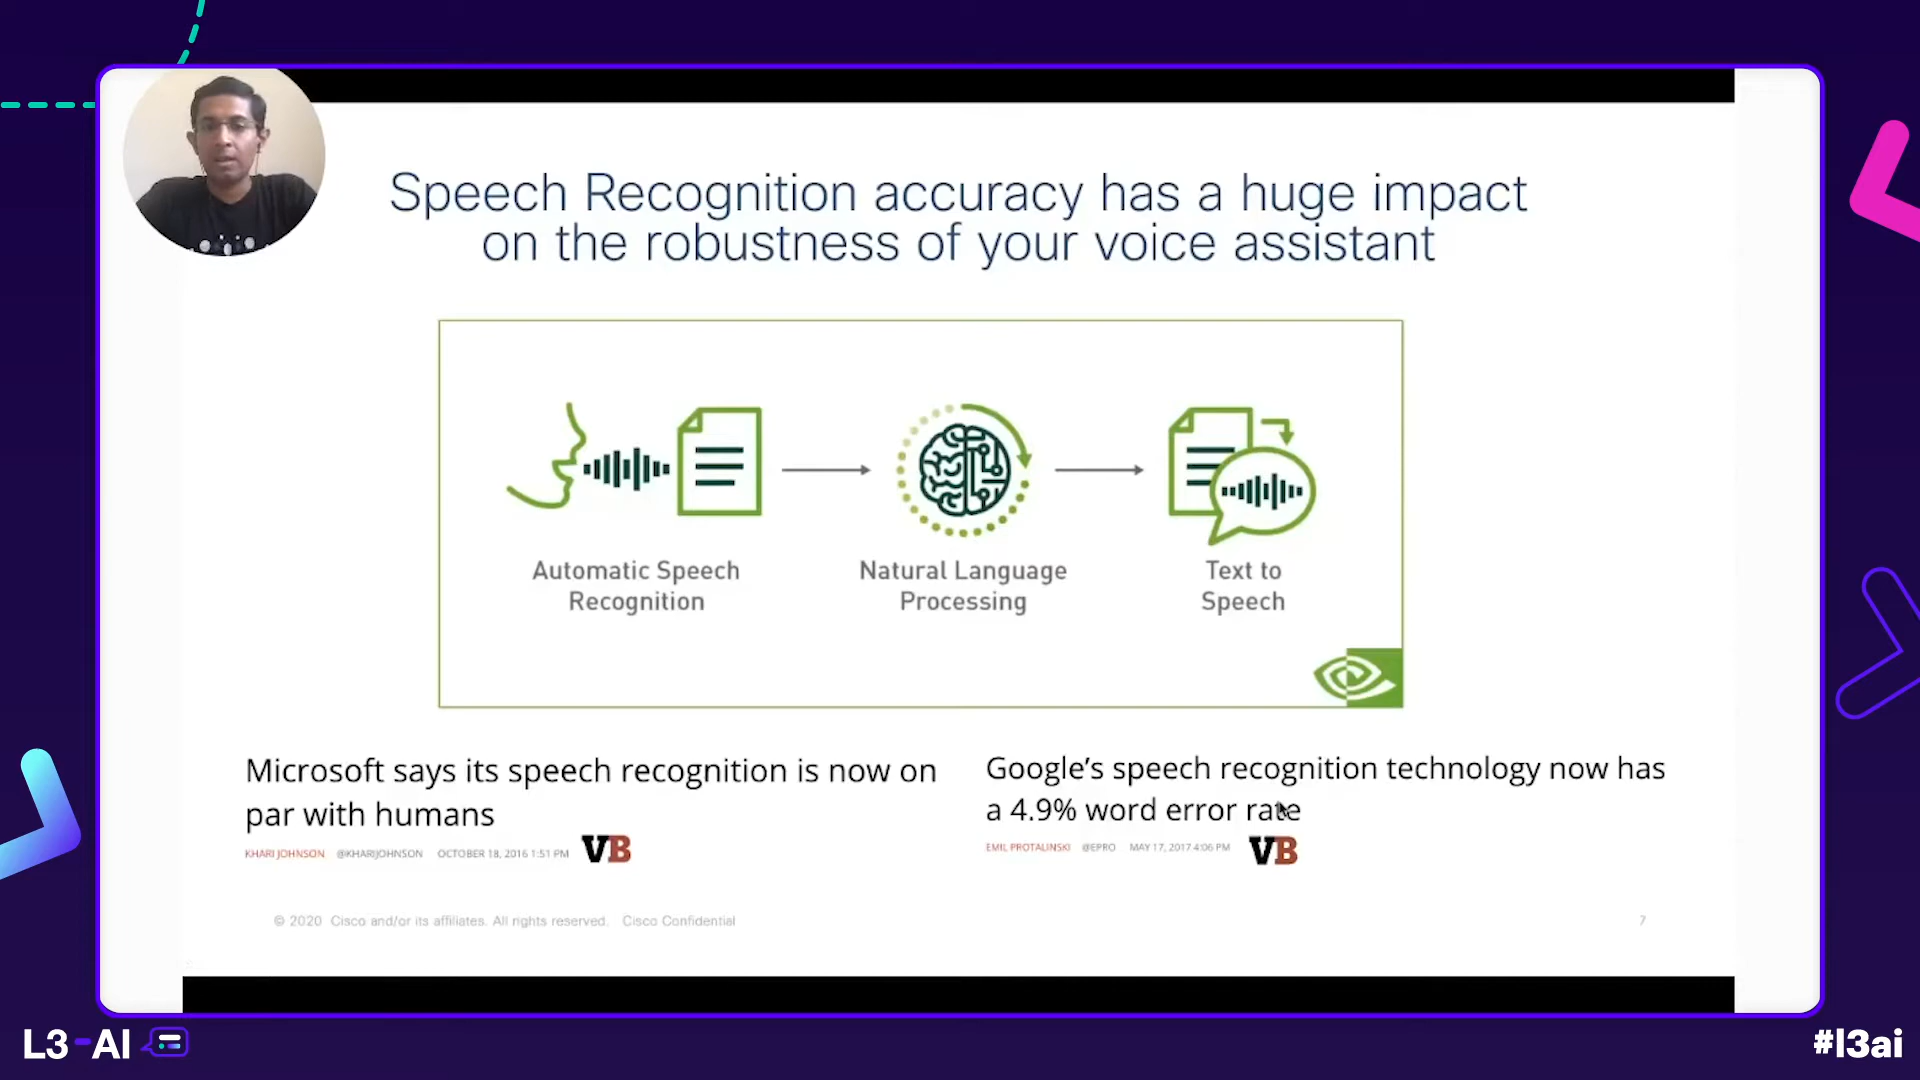 Speech Recognition accuracy has a huge impact
on the robustness of your voice assistant
Automatic Speech
Recognition
Natural Language
Processing
Text to
Speech
Microsoft says its speech recognition is now on
par with humans
KHARI JOHNSON @KHARIJOHNSON OCTOBER 18, 2016 1:51 PM VB
Google's speech recognition technology now has
a 4.9% word error rate
EMIL PROTALINSKI @EPRO MAY 17, 2017 4:06 PM VB
© 2020 Cisco and/or its affiliates. All rights reserved. Cisco Confidential
7
L3-AI
#l3ai